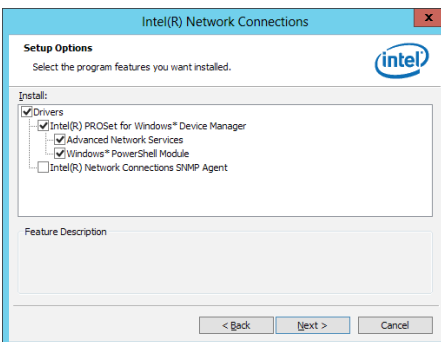 Intel(R) Network Connections
x
Setup Options
Select the program features you want installed.
intel
Install:
Drivers
Intel(R) PROSet for Windows* Device Manager
Advanced Network Services
Windows* PowerShell Module
Intel(R) Network Connections SNMP Agent
Feature Description
< Back Next > Cancel